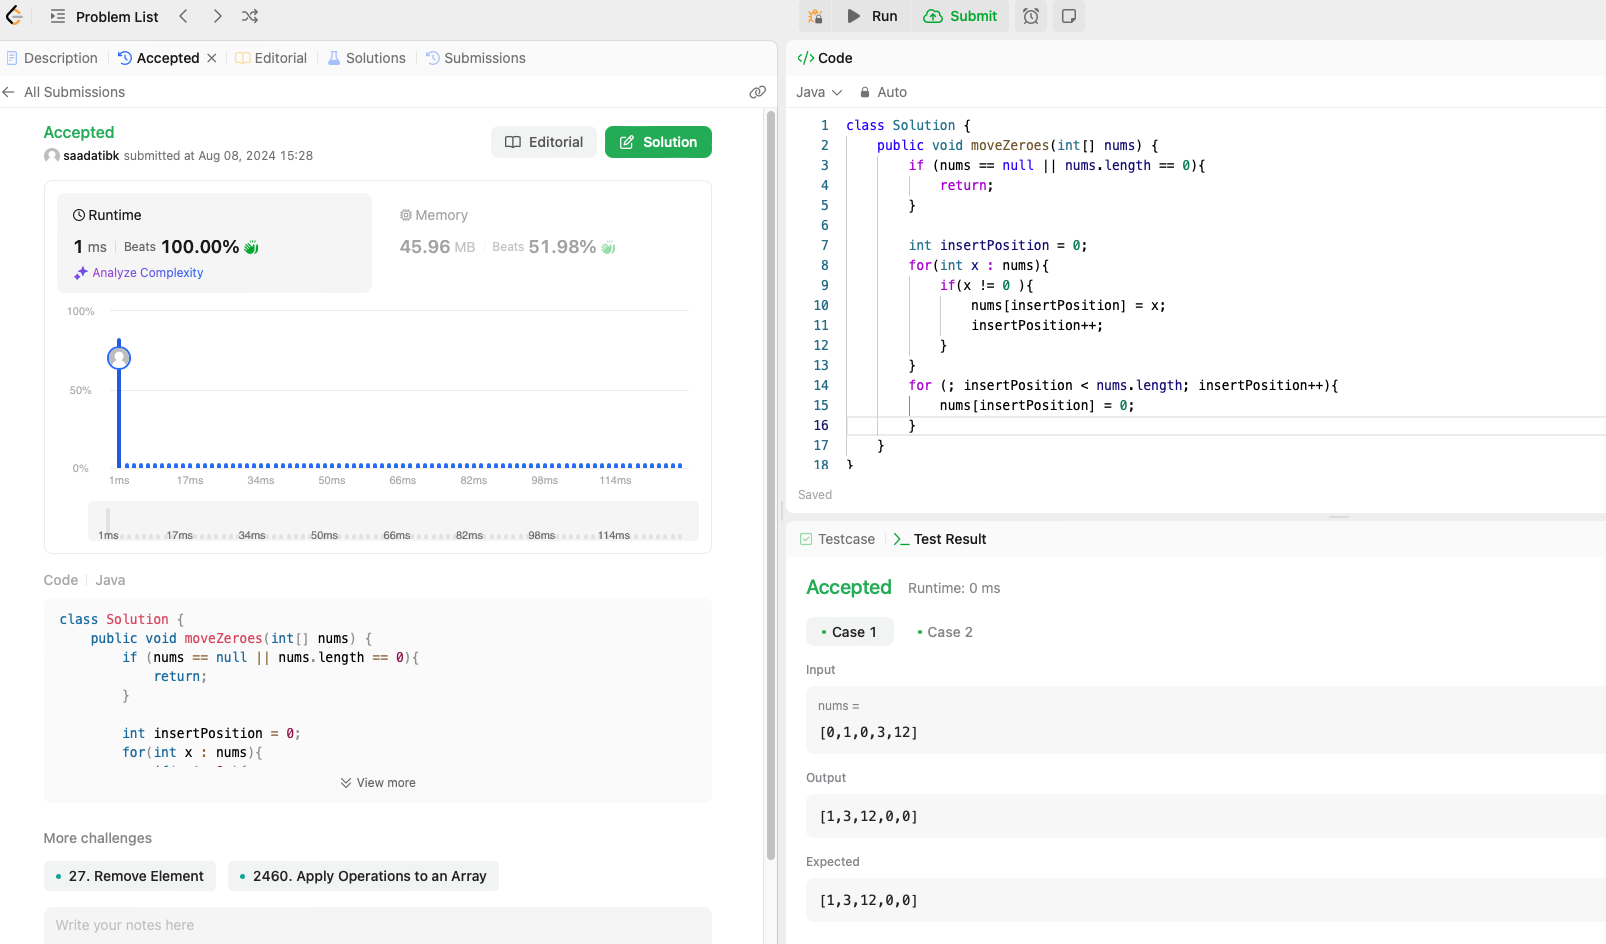 Problem List
Run
Submit
Description
Accepted
Editorial
Solutions
Submissions
All Submissions
Accepted
saadatibk submitted at Aug 08, 2024 15:28
Editorial
Solution
Runtime
1 ms
Beats 100.00%
Analyze Complexity
Memory
45.96 MB
Beats 51.98%
100%
50%
0%
1ms 17ms 34ms 50ms 66ms 82ms 98ms 114ms
1ms 17ms 34ms 50ms 66ms 82ms 98ms 114ms
Code Java
class Solution {
    public void moveZeroes(int[] nums) {
        if (nums == null || nums.length == 0){
            return;
        }
        int insertPosition = 0;
        for(int x : nums){
View more
More challenges
27. Remove Element
2460. Apply Operations to an Array
Write your notes here
</> Code
Java
Auto
1 class Solution {
2     public void moveZeroes(int[] nums) {
3         if (nums == null || nums.length == 0){
4             return;
5         }
6
7         int insertPosition = 0;
8         for(int x : nums){
9             if(x != 0 ){
10                 nums[insertPosition] = x;
11                 insertPosition++;
12             }
13         }
14         for (; insertPosition < nums.length; insertPosition++){
15             nums[insertPosition] = 0;
16         }
17     }
18 }
Saved
Testcase
Test Result
Accepted Runtime: 0 ms
Case 1
Case 2
Input
nums =
[0,1,0,3,12]
Output
[1,3,12,0,0]
Expected
[1,3,12,0,0]